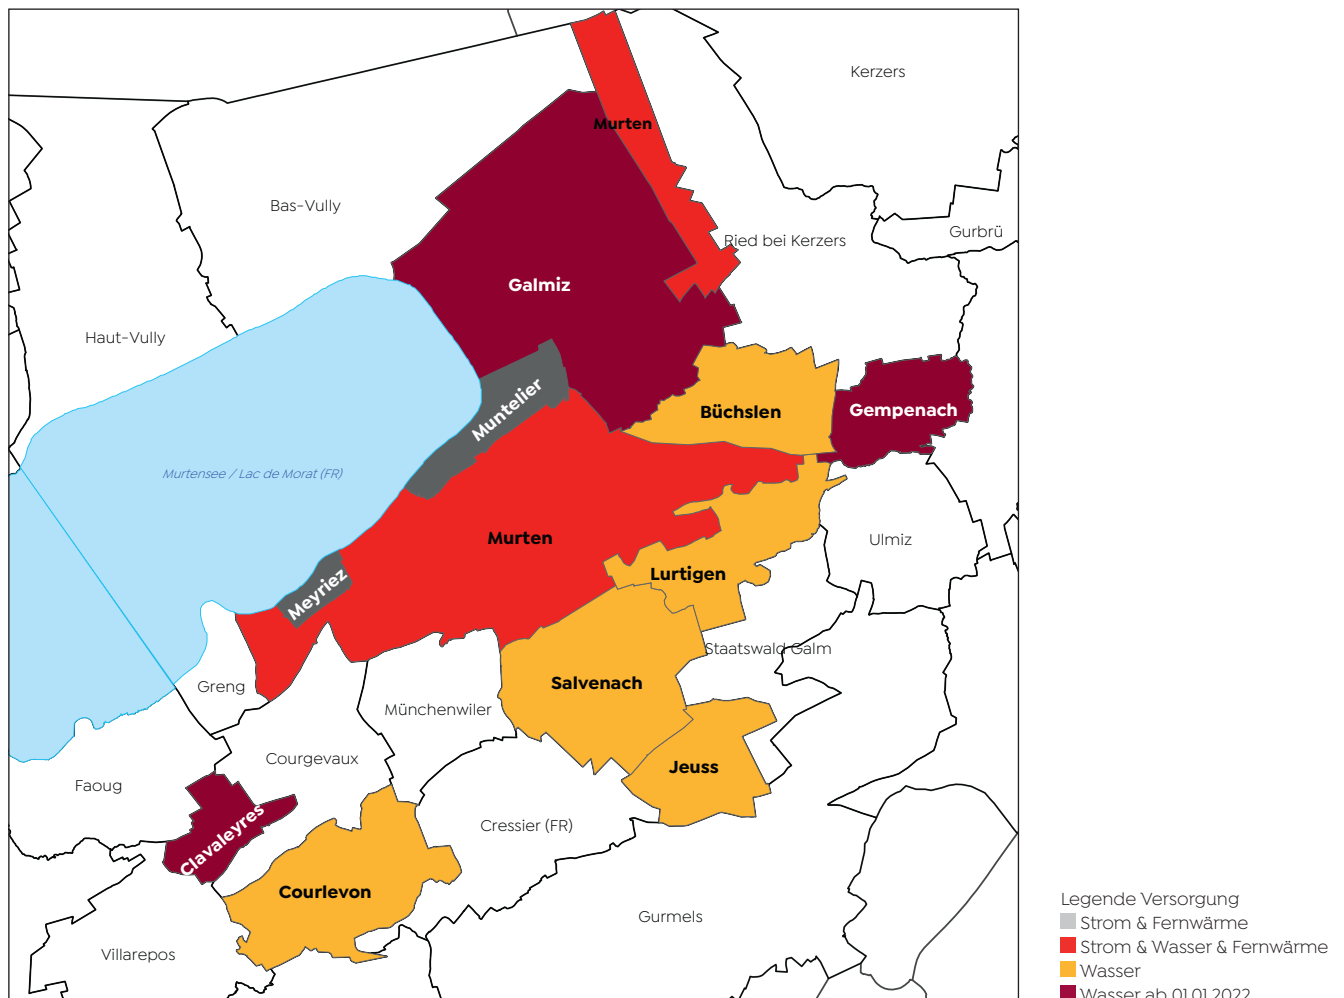 Kerzers
Murten
Bas-Vully
Gurbrü
Ried bei Kerzers
Galmiz
Haut-Vully
Muntelier
Büchslen
Gempenach
Murtensee / Lac de Morat (FR)
Murten
Ulmiz
Lurtigen
Meyriez
Staatswald Galm
Salvenach
Greng
Münchenwiler
Courgevaux
Jeuss
Faoug
Cressier (FR)
Clavaleyres
Courlevon
Gurmels
Villarepos
Legende Versorgung
Strom & Fernwärme
Strom & Wasser & Fernwärme
Wasser
Wasser ab 01.01.2022